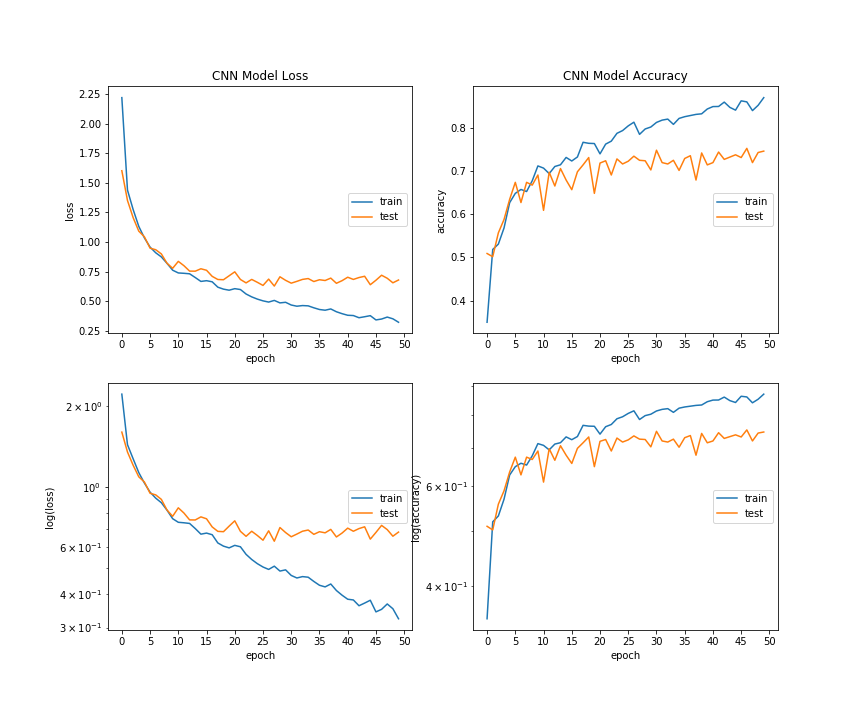 CNN Model Loss
2.25
2.00
1.75
1.50
1.25
1.00
0.75
0.50
0.25
loss
train
test
0 5 10 15 20 25 30 35 40 45 50
epoch
CNN Model Accuracy
0.8
0.7
0.6
0.5
0.4
accuracy
train
test
0 5 10 15 20 25 30 35 40 45 50
epoch
2 × 10⁰
10⁰
6 × 10⁻¹
4 × 10⁻¹
3 × 10⁻¹
log(loss)
train
test
0 5 10 15 20 25 30 35 40 45 50
epoch
6 × 10⁻¹
4 × 10⁻¹
log(accuracy)
train
test
0 5 10 15 20 25 30 35 40 45 50
epoch